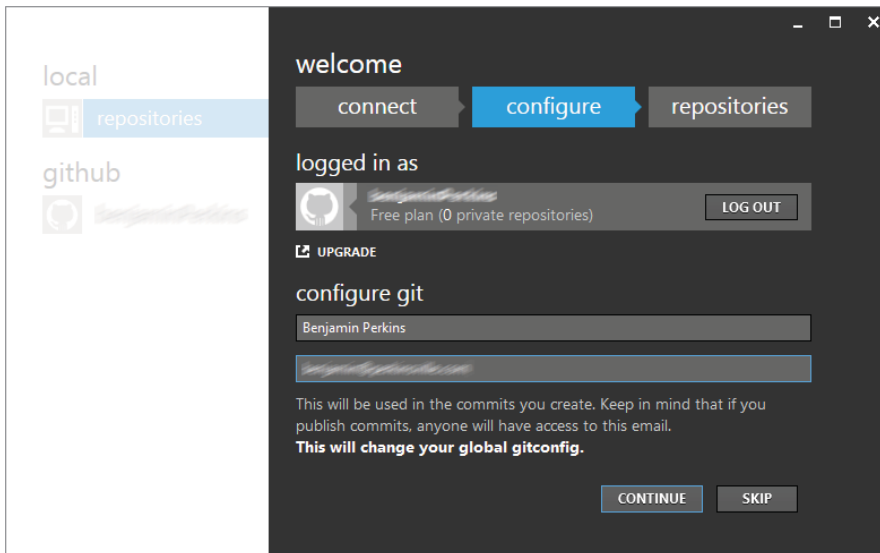 local
repositories
github
welcome
connect
configure
repositories
logged in as
Free plan (0 private repositories)
LOG OUT
UPGRADE
configure git
Benjamin Perkins
This will be used in the commits you create. Keep in mind that if you
publish commits, anyone will have access to this email.
This will change your global gitconfig.
CONTINUE
SKIP